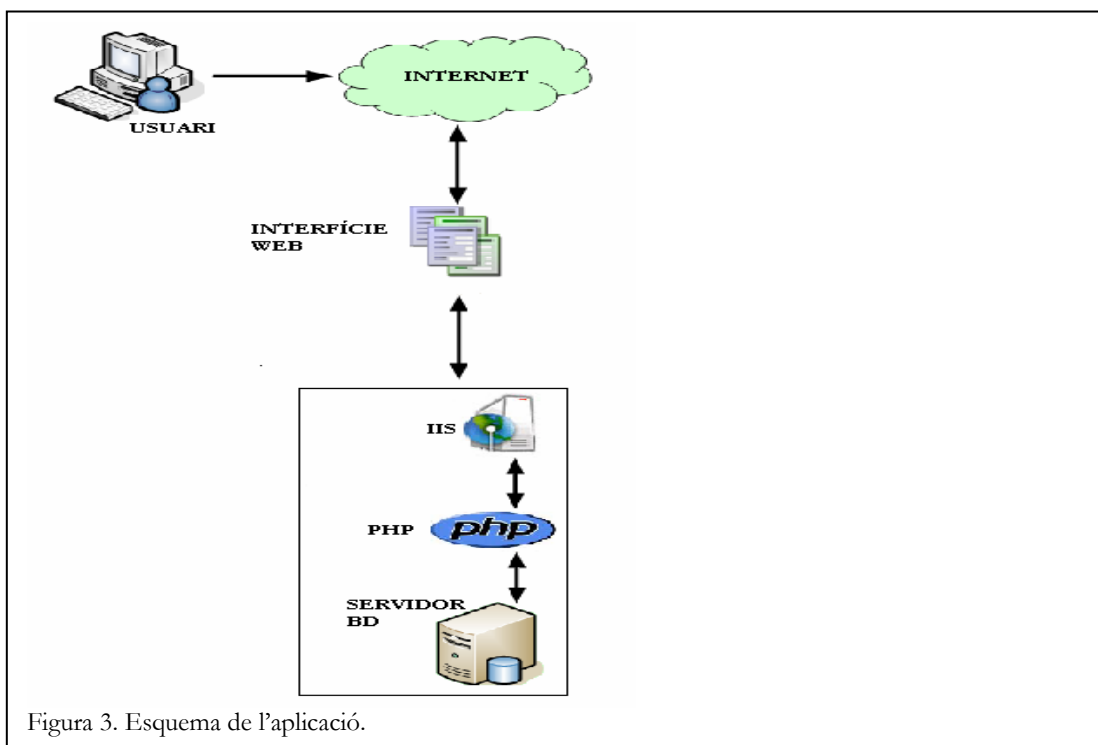 INTERNET
USUARI
INTERFÍCIE
WEB
IIS
PHP
php
SERVIDOR
BD
Figura 3. Esquema de l'aplicació.